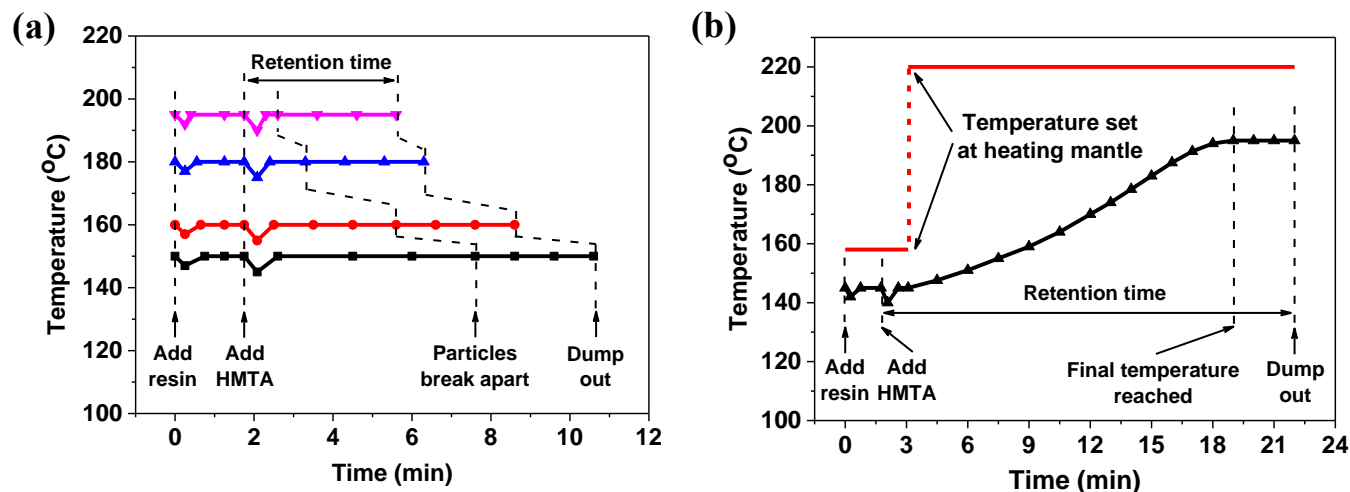 (a)
220
200
180
160
140
120
100
Temperature (°C)
Retention time
Add
resin
Add
HMTA
Particles
break apart
Dump
out
0 2 4 6 8 10 12
Time (min)
(b)
220
200
180
160
140
120
100
Temperature (°C)
Temperature set
at heating mantle
Retention time
Add
resin
Add
HMTA
Final temperature
reached
Dump
out
0 3 6 9 12 15 18 21 24
Time (min)